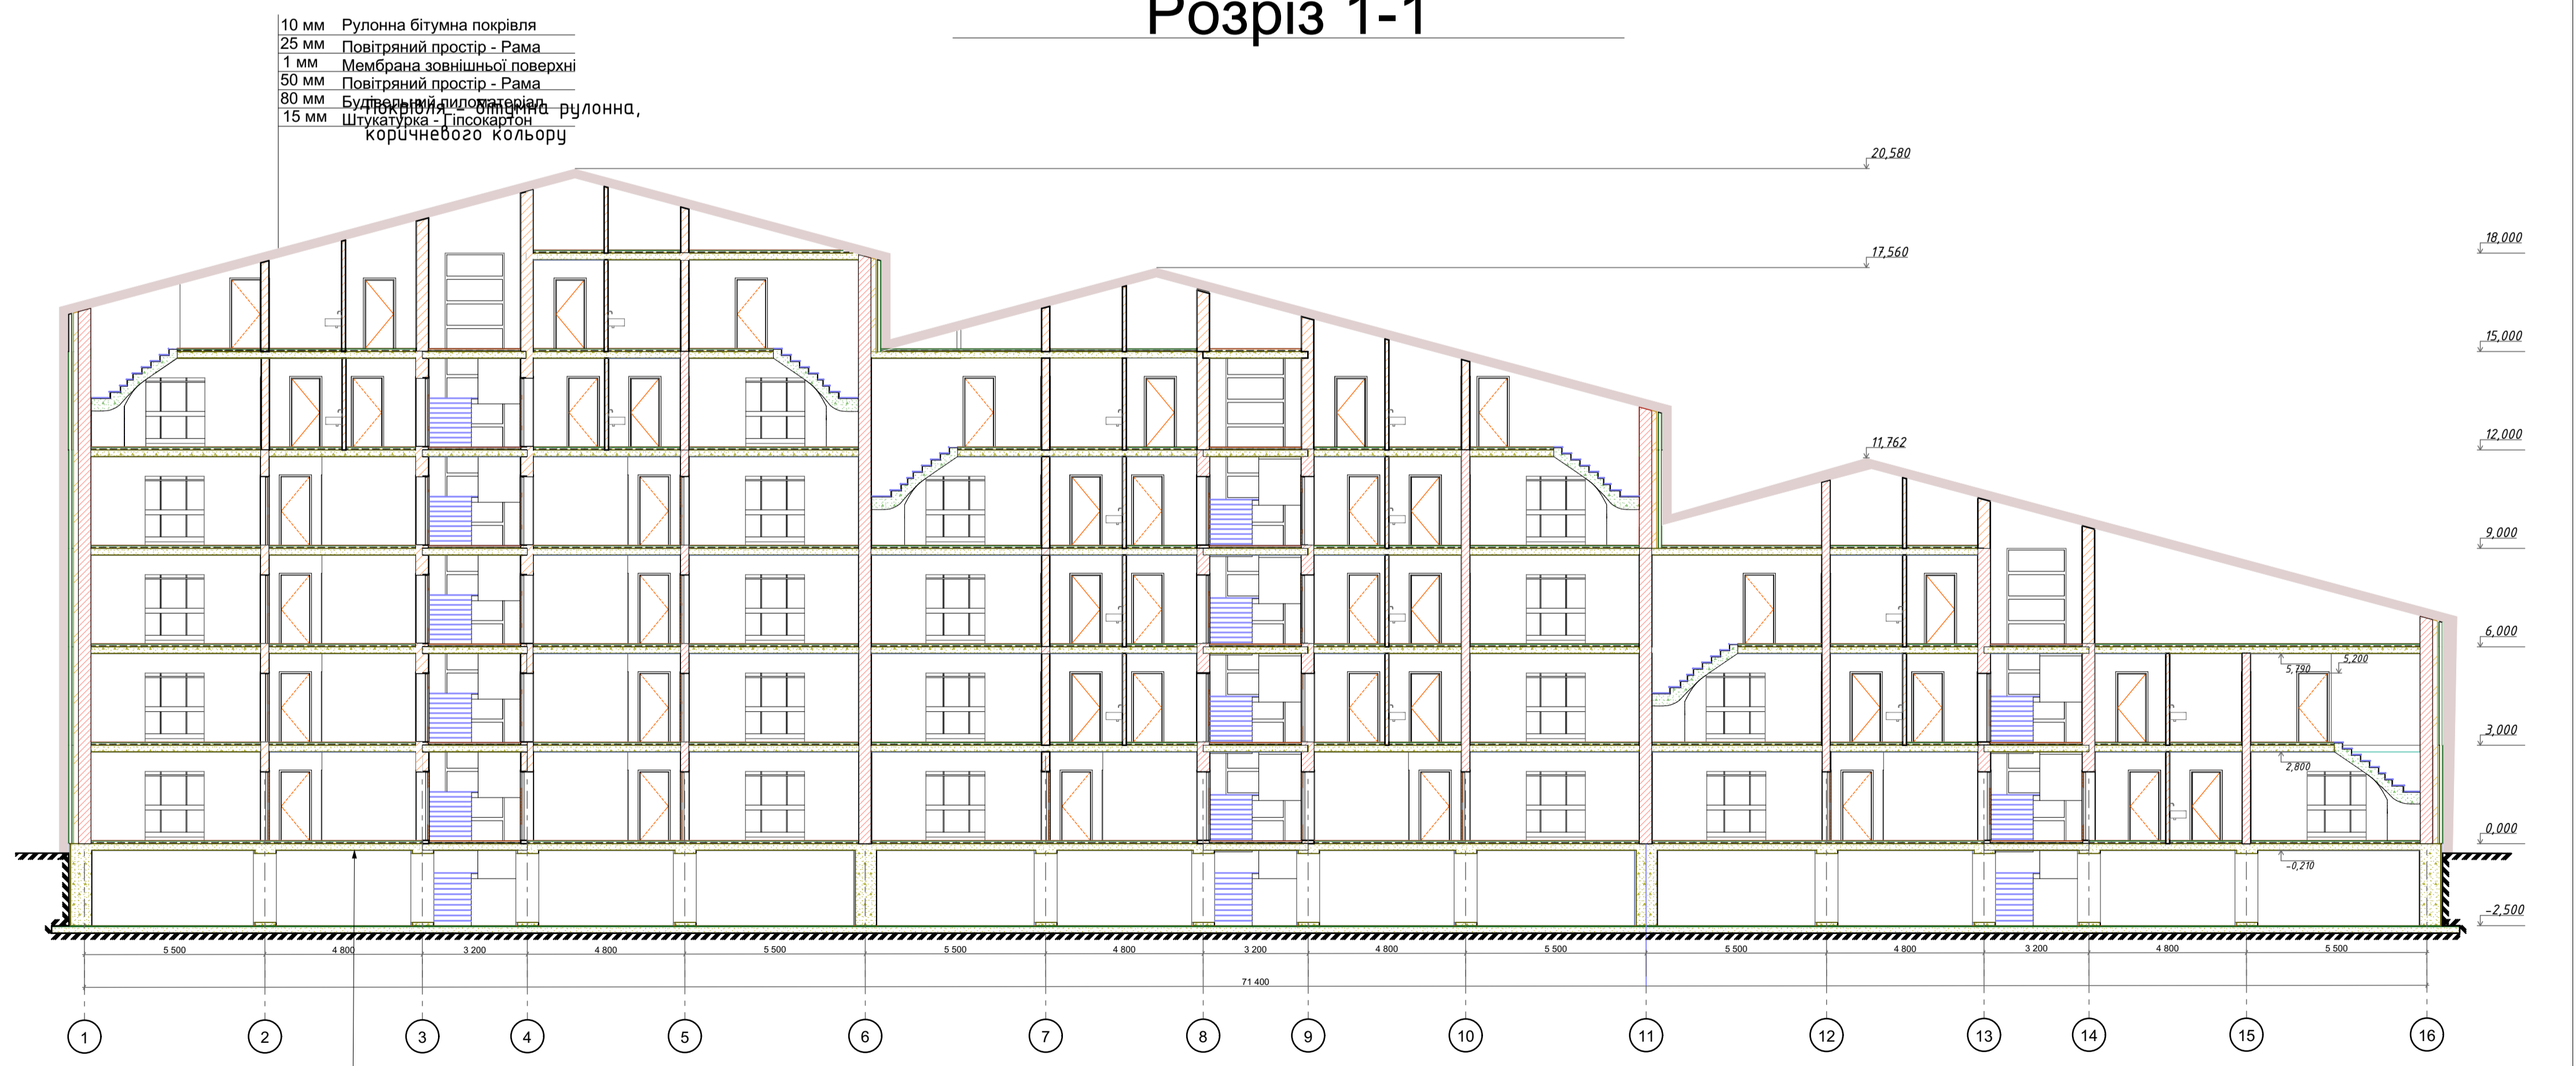 Розріз 1-1
10 мм Рулонна бітумна покрівля
25 мм Повітряний простір - Рама
1 мм Мембрана зовнішньої поверхні
50 мм Повітряний простір - Рама
80 мм Будівельний пиломатеріал
Покрівля - бітумна рулонна,
15 мм Штукатурка - Гіпсокартон
коричневого кольору
20,580
18,000
17,560
15,000
12,000
11,762
9,000
6,000
5,200
5,790
3,000
2,800
0,000
-0,210
-2,500
5 500 4 800 3 200 4 800 5 500 5 500 4 800 3 200 4 800 5 500 5 500 4 800 3 200 4 800 5 500
71 400
1 2 3 4 5 6 7 8 9 10 11 12 13 14 15 16